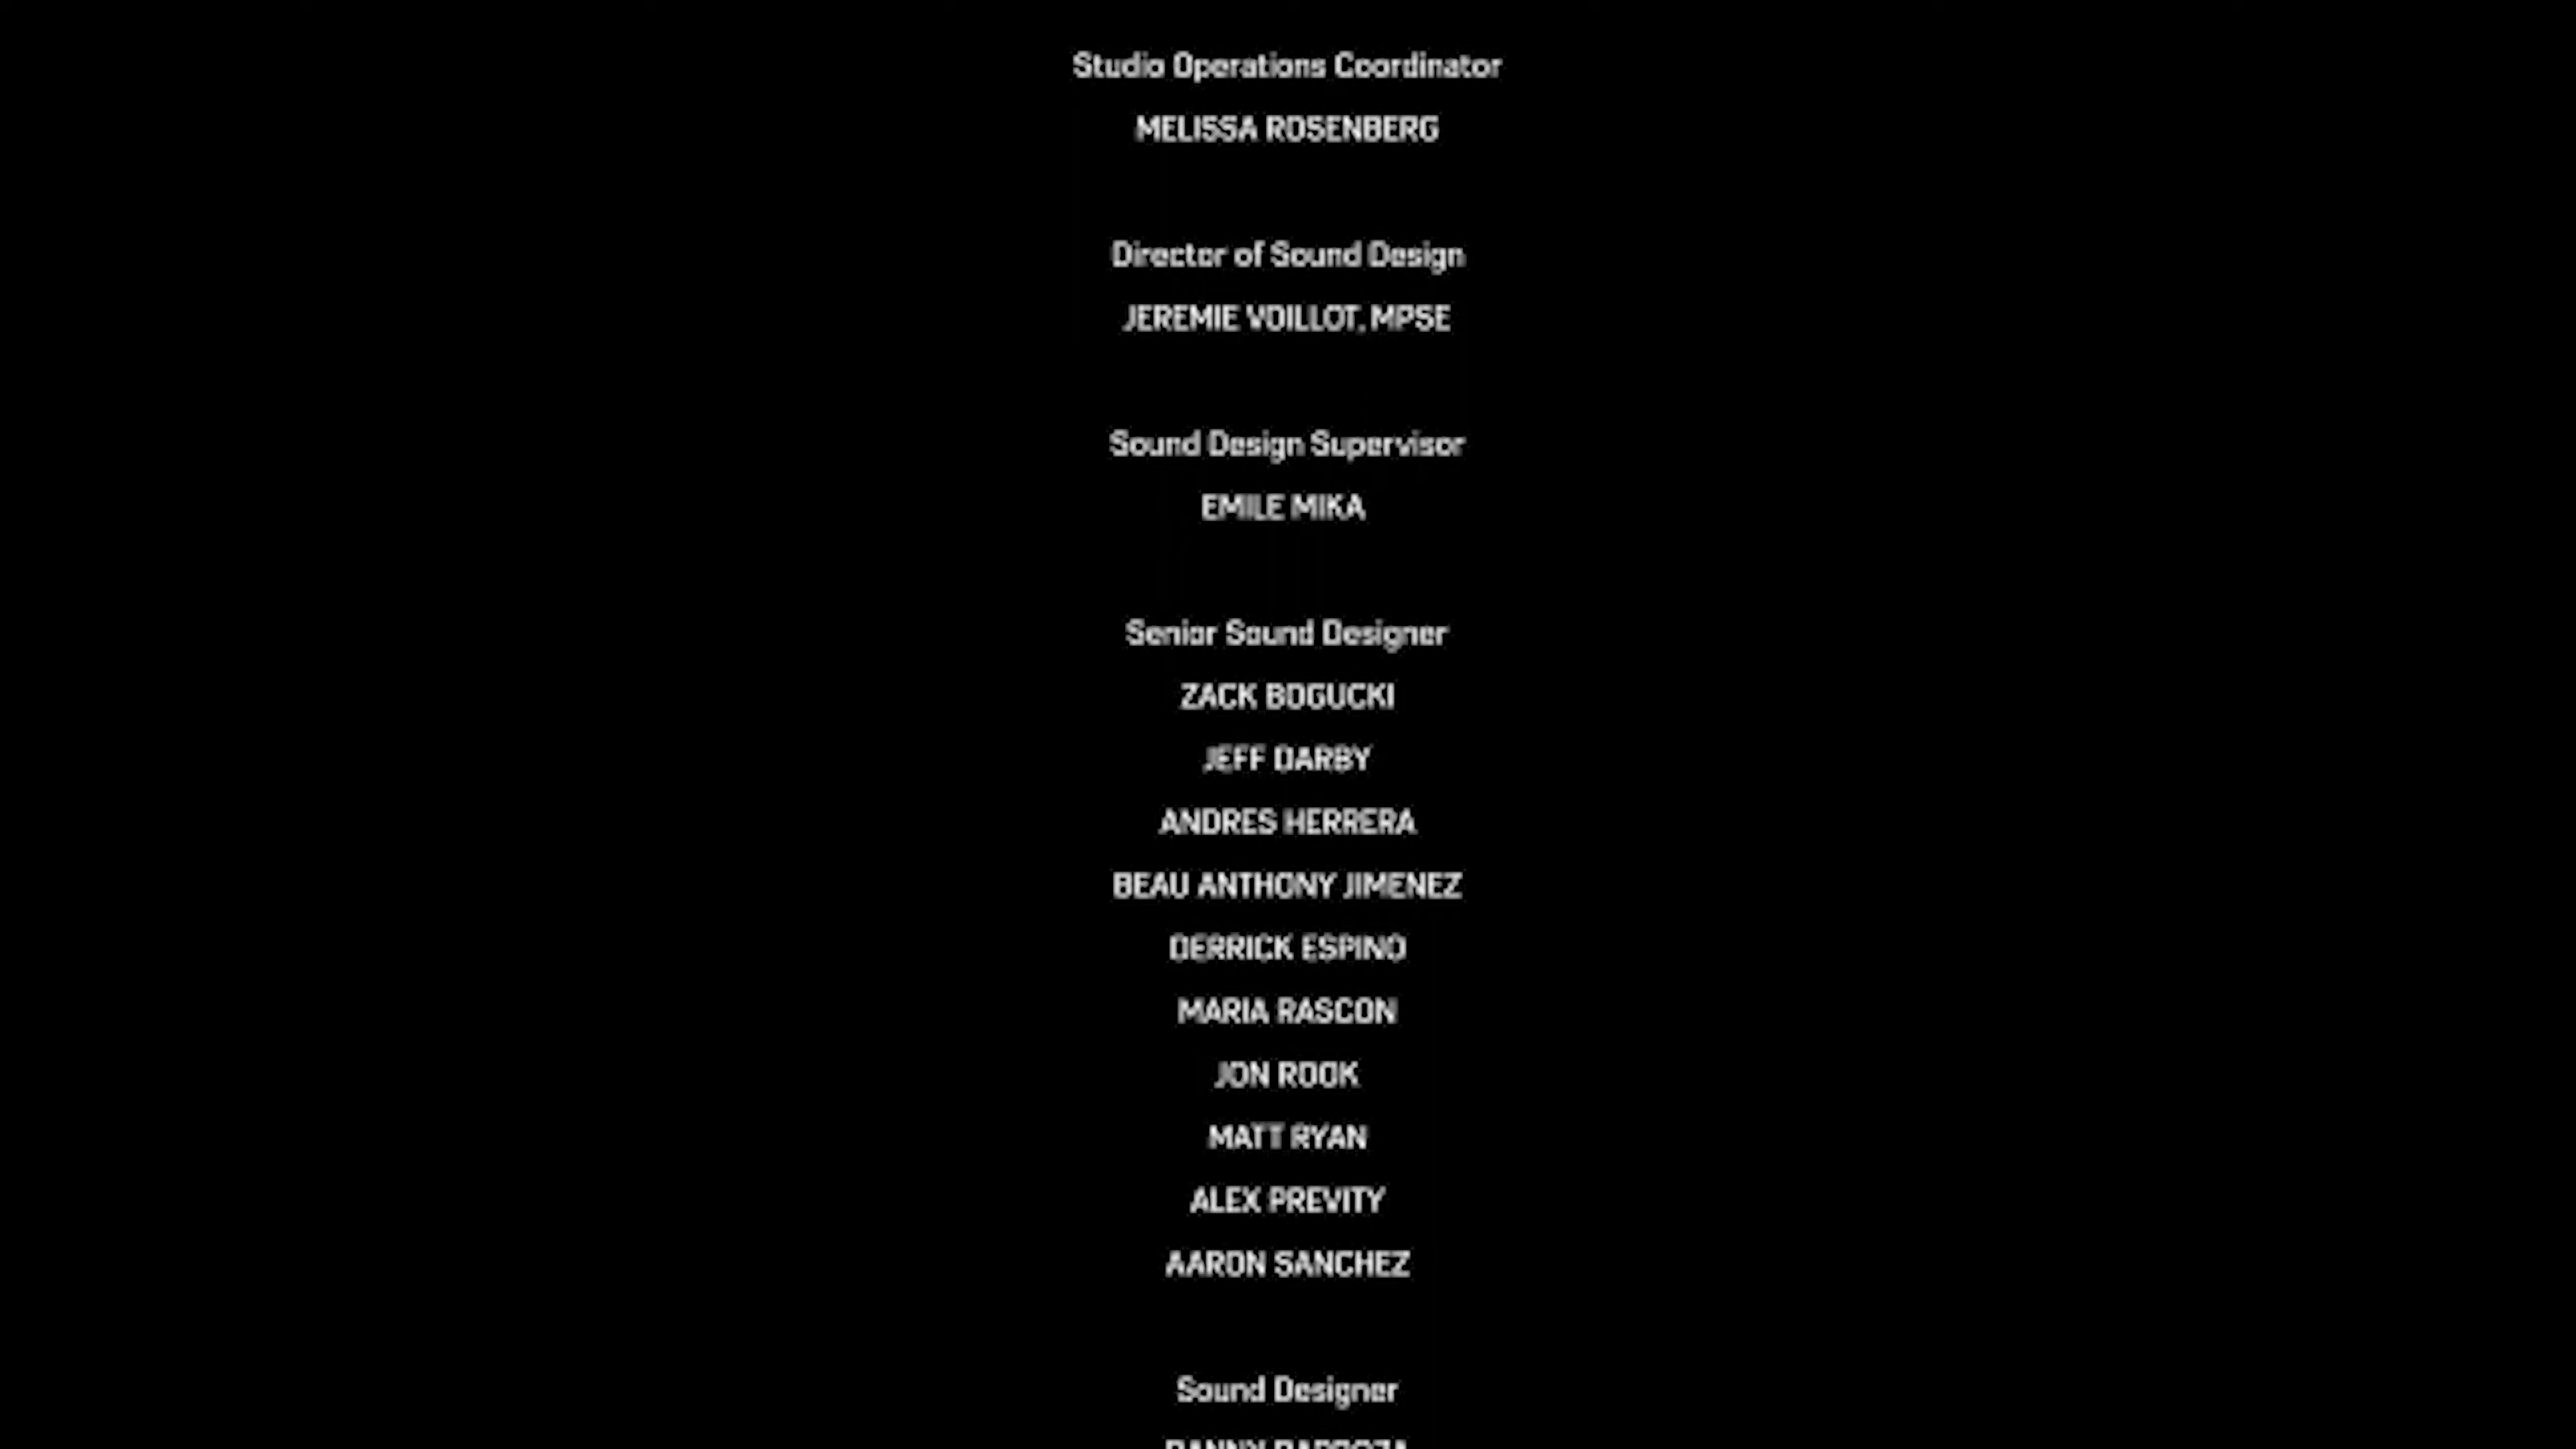 Studio Operations Coordinator
MELISSA ROSENBERG
Director of Sound Design
JEREMIE VOILLOT, MPSE
Sound Design Supervisor
EMILE MIKA
Senior Sound Designer
ZACK BOGUCKI
JEFF DARBY
ANDRES HERRERA
BEAU ANTHONY JIMENEZ
DERRICK ESPINO
MARIA RASCON
JON ROOK
MATT RYAN
ALEX PREVITY
AARON SANCHEZ
Sound Designer